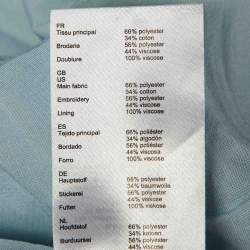 FR
Tissu principal 66% polyester
34% coton
Broderie 56% polyester
44% viscose
Doublure 100% viscose
GB
US
Main fabric 66% polyester
34% cotton
Embroidery 56% polyester
44% viscose
Lining 100% viscose
ES
Tejido principal 66% poliéster
34% algodón
Bordado 56% poliéster
44% viscosa
Forro 100% viscosa
DE
Hauptstoff 66% polyester
34% baumwolle
Stickerei 56% polyester
44% viskose
Futter 100% viskose
NL
Hoofdstof 66% polyester
34% katoen
Borduursel 56% polyester
44% viscose